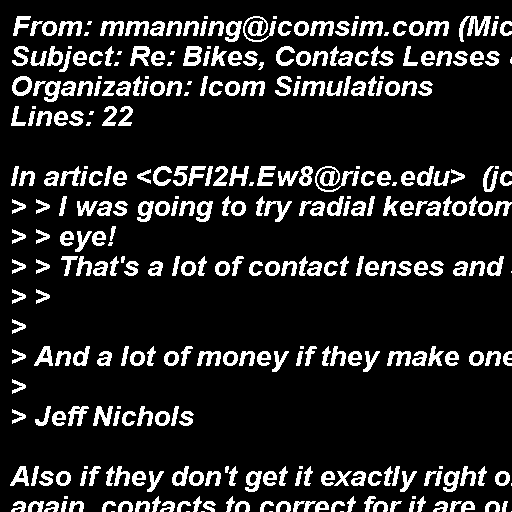 From: mmanning@icomsim.com (Mic
Subject: Re: Bikes, Contacts Lenses
Organization: Icom Simulations
Lines: 22
In article <C5FI2H.Ew8@rice.edu> (jc
> > I was going to try radial keratotom
> > eye!
> > That's a lot of contact lenses and
> >
>
> And a lot of money if they make one
>
> Jeff Nichols
Also if they don't get it exactly right o
again, contacts to correct for it are ou